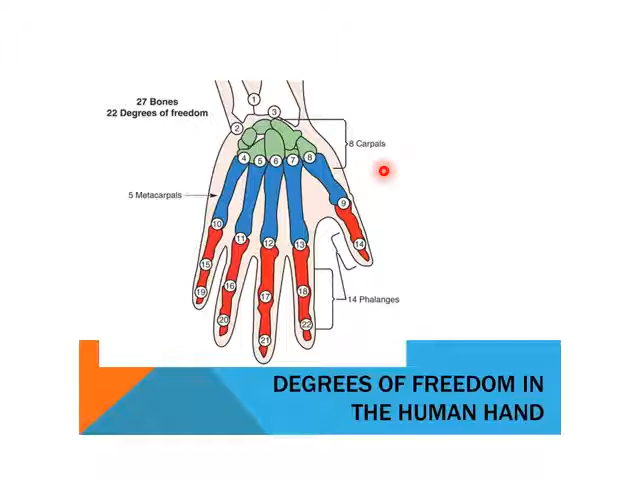 27 Bones
22 Degrees of freedom
1
3
2
8 Carpals
4 5 6 7 8
5 Metacarpals
9
10
11 12 13 14
15
16 17 18
19
20
21
22
14 Phalanges
DEGREES OF FREEDOM IN
THE HUMAN HAND